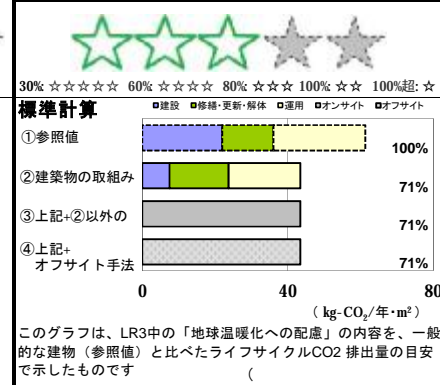 30% ☆☆☆☆☆ 60% ☆☆☆☆ 80% ☆☆☆ 100% ☆☆ 100%超: ☆
標準計算
建設 修繕・更新・解体 運用 オンサイト オフサイト
①参照値
100%
②建築物の取組み
71%
③上記+②以外の
71%
④上記+
オフサイト手法
71%
0 40 80
( kg-CO₂/年・m² )
このグラフは、LR3中の「地球温暖化への配慮」の内容を、一般
的な建物（参照値）と比べたライフサイクルCO2 排出量の目安
で示したものです
(